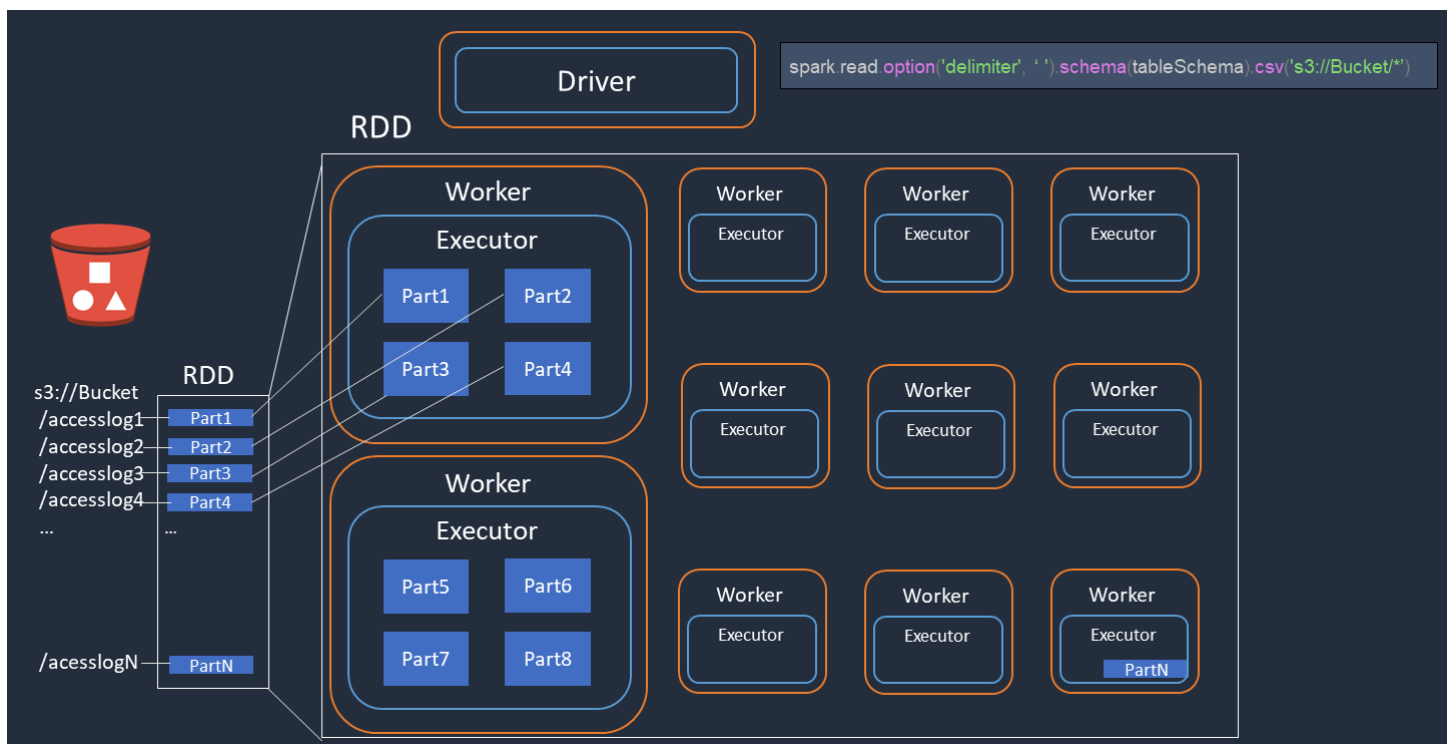 Driver
spark.read.option('delimiter', ‘ ').schema(tableSchema).csv('s3://Bucket/*')
RDD
Worker
Executor
Part1
Part2
Part3
Part4
Worker
Executor
Worker
Executor
Worker
Executor
Worker
Executor
Worker
Executor
Worker
Executor
RDD
s3://Bucket
/accesslog1
Part1
/accesslog2
Part2
/accesslog3
Part3
/accesslog4
Part4
...
...
/acesslogN
PartN
Worker
Executor
Part5
Part6
Part7
Part8
Worker
Executor
Worker
Executor
Worker
Executor
PartN